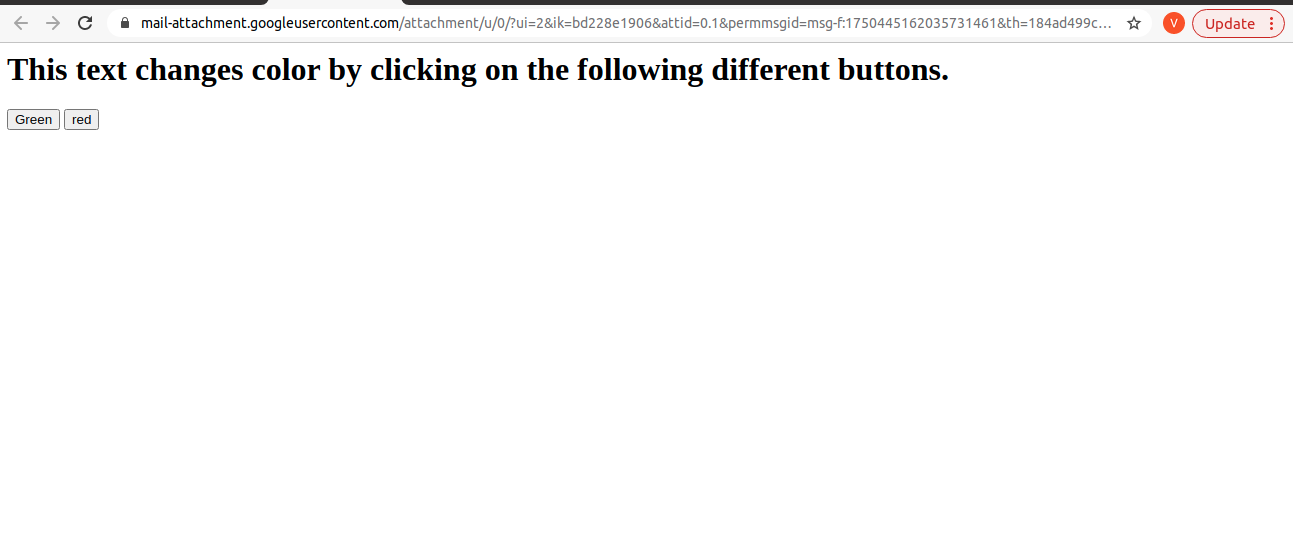 mail-attachment.googleusercontent.com/attachment/u/0/?ui=2&ik=bd228e1906&attid=0.1&permmsgid=msg-f:1750445162035731461&th=184ad499c…
V
Update
This text changes color by clicking on the following different buttons.
Green red